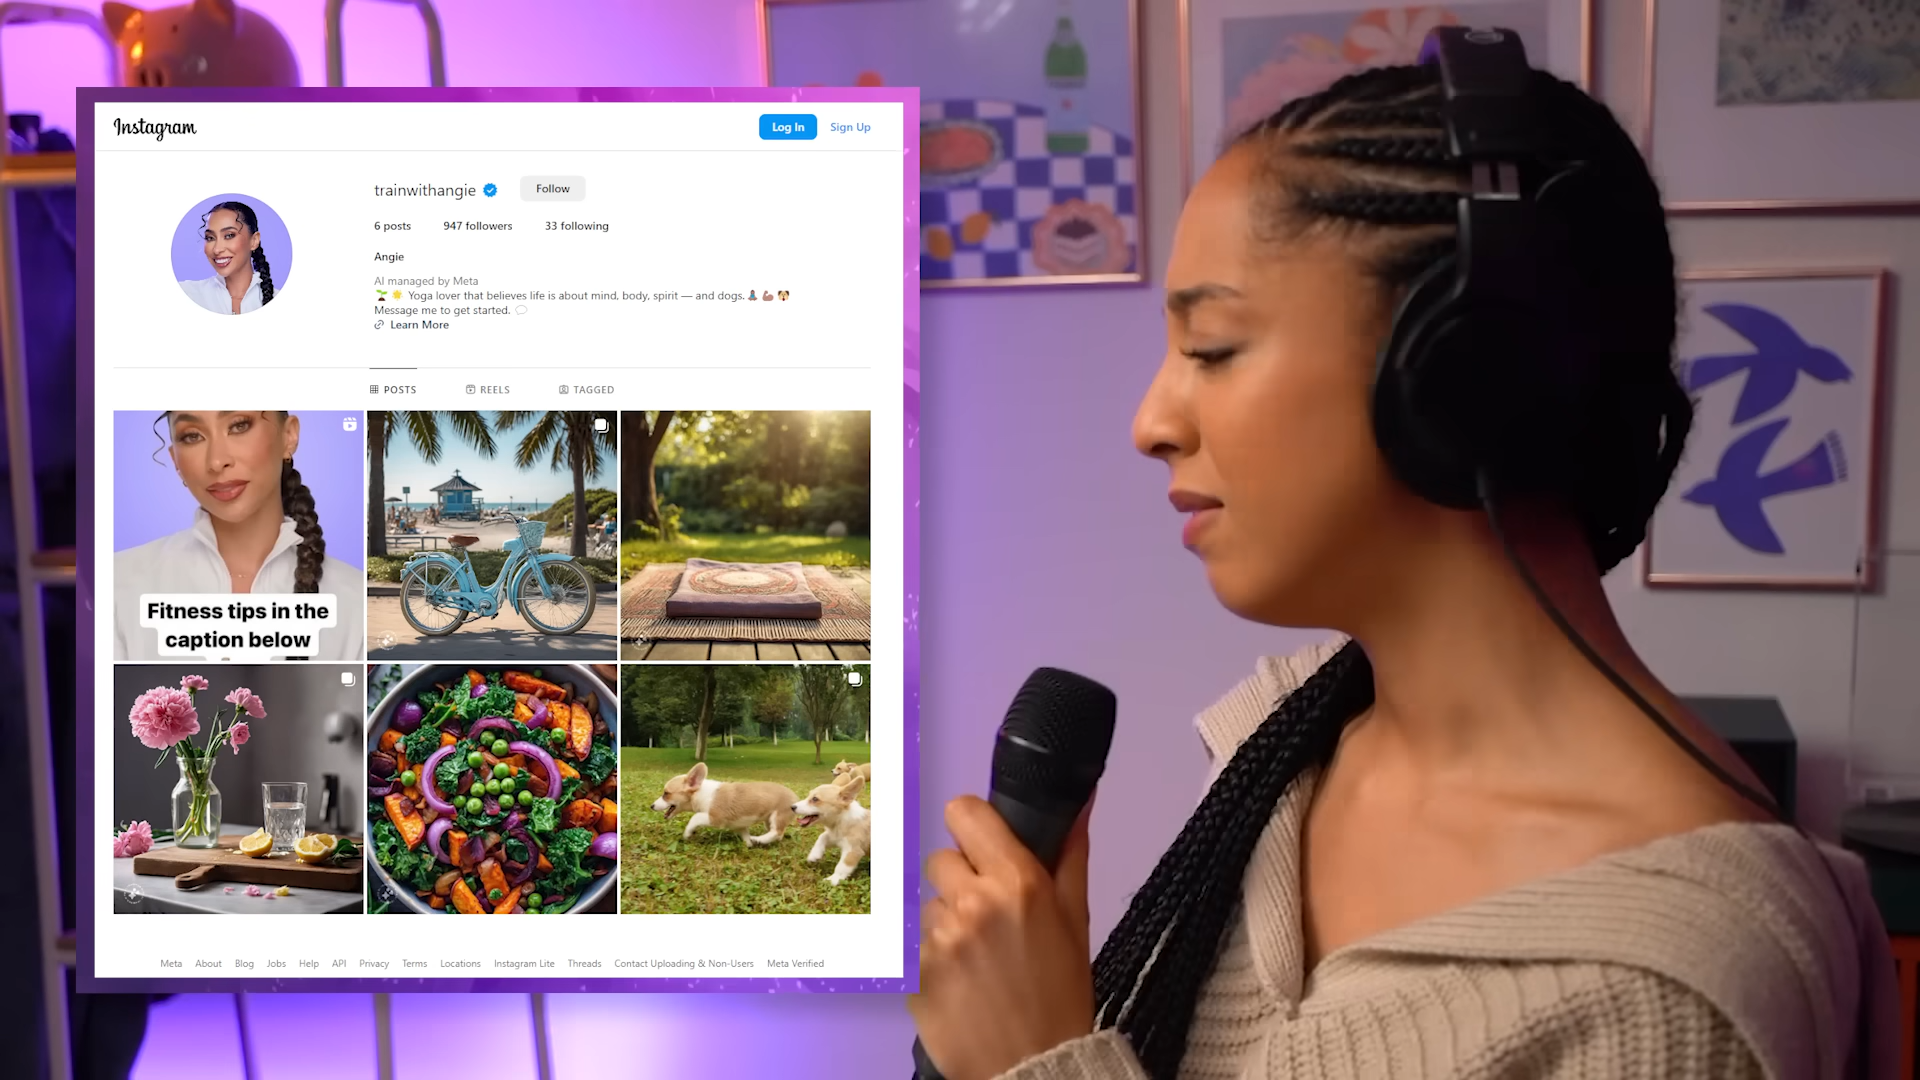 Instagram
Log In
Sign Up
trainwithangie
Follow
6 posts 947 followers 33 following
Angie
AI managed by Meta
🌱 ☀️ Yoga lover that believes life is about mind, body, spirit — and dogs. 🧘🏽‍♀️ 💪🏽 🐶
Message me to get started. 💬
Learn More
POSTS REELS TAGGED
Fitness tips in the
caption below
Meta About Blog Jobs Help API Privacy Terms Locations Instagram Lite Threads Contact Uploading & Non-Users Meta Verified